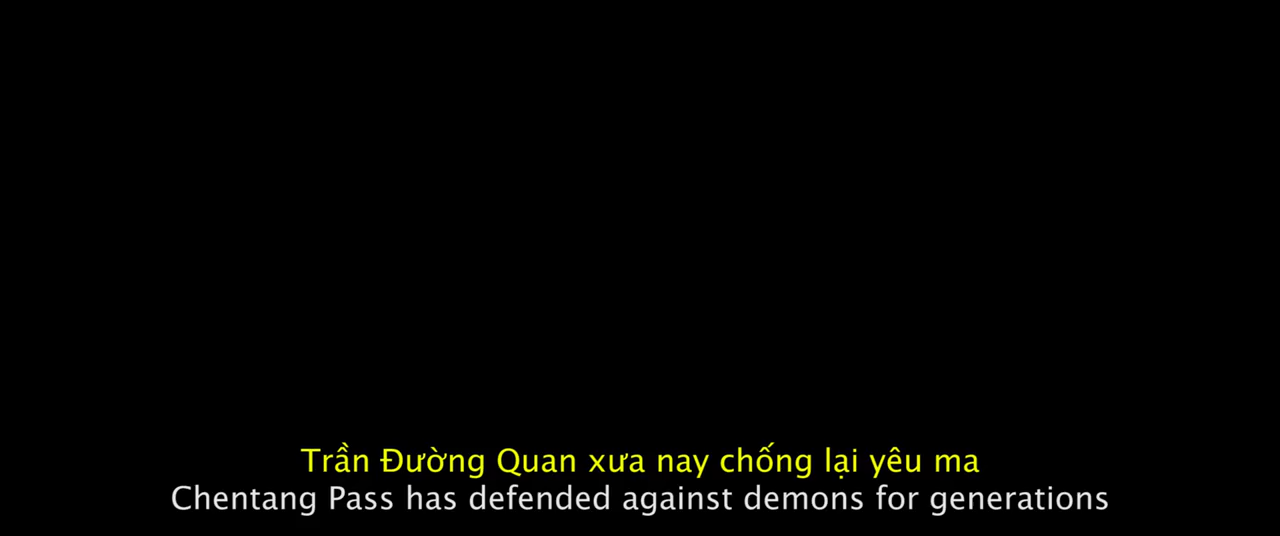 Trần Đường Quan xưa nay chống lại yêu ma
Chentang Pass has defended against demons for generations